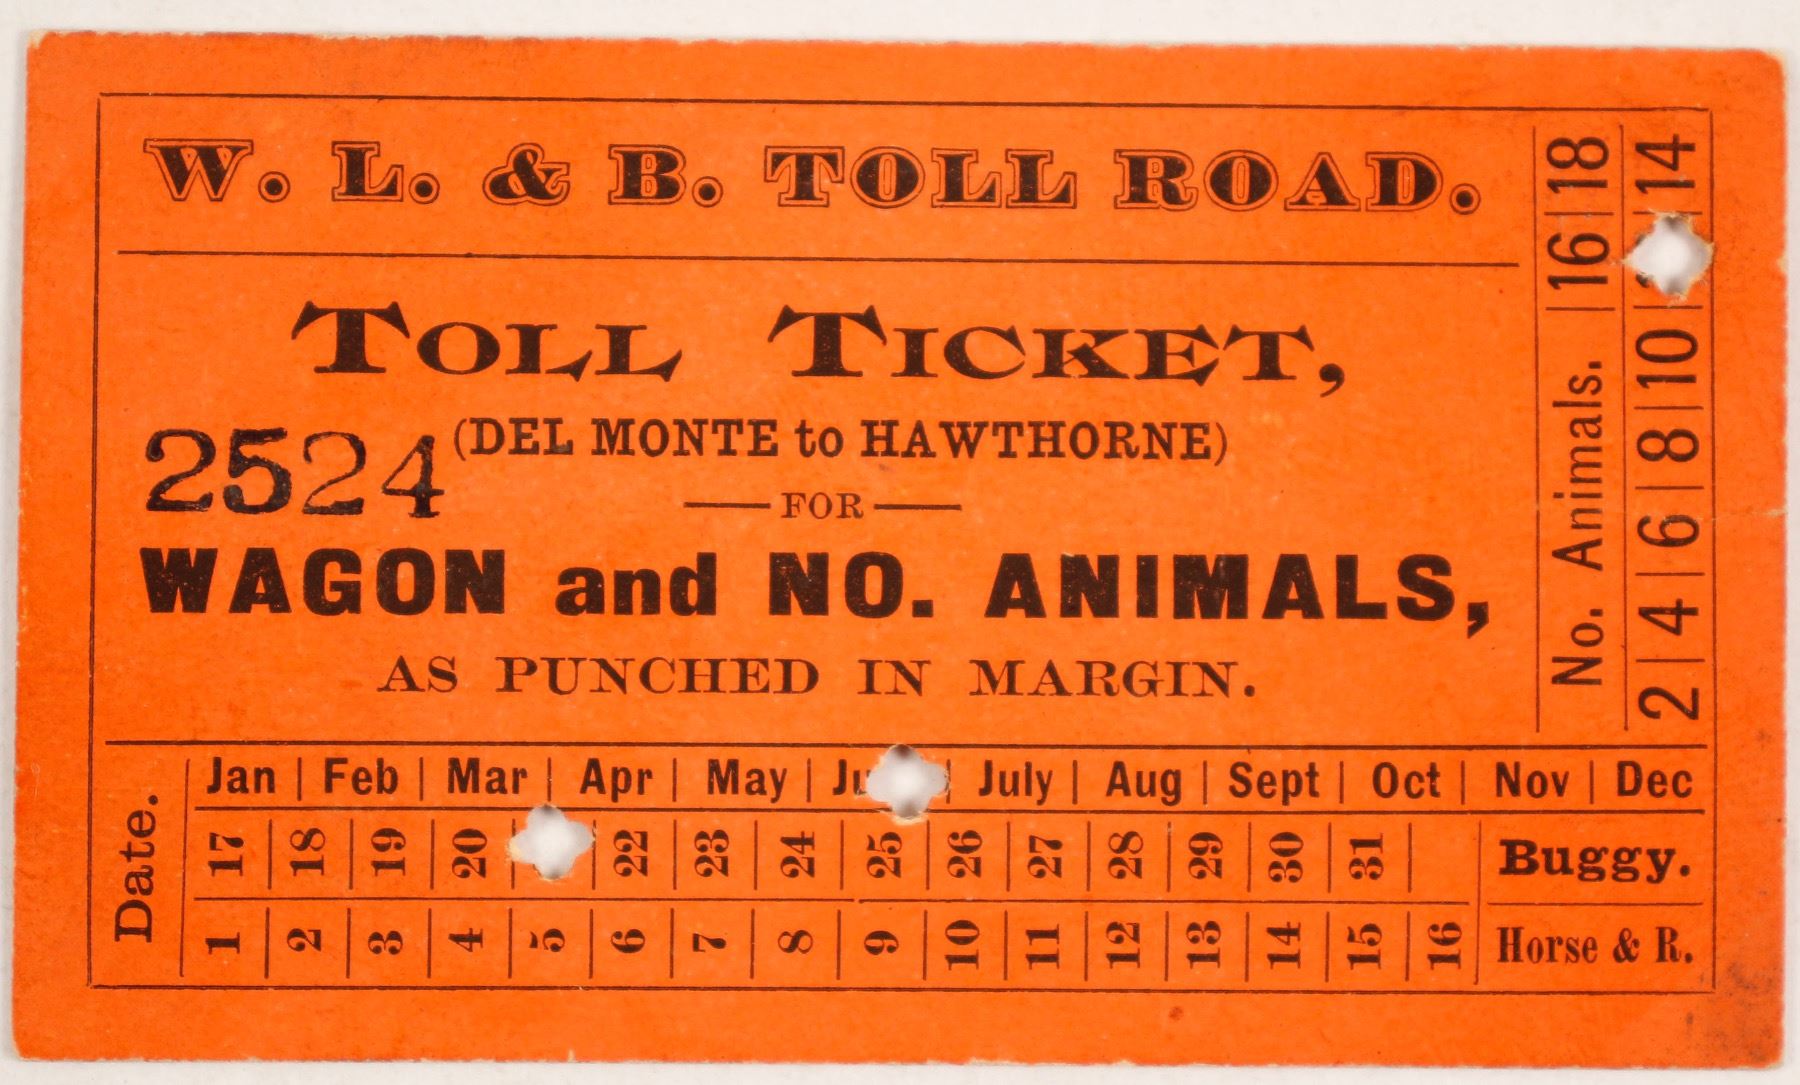 W. L. & B. TOLL ROAD.
TOLL TICKET,
2524 (DEL MONTE to HAWTHORNE)
FOR
WAGON and NO. ANIMALS,
AS PUNCHED IN MARGIN.
No. Animals. 16 18
2 4 6 8 10 14
Date.
Jan Feb Mar Apr May July Aug Sept Oct Nov Dec
17 18 19 20 22 23 24 25 26 27 28 29 30 31 Buggy.
1 2 3 4 5 6 7 8 9 10 11 12 13 14 15 16 Horse & R.